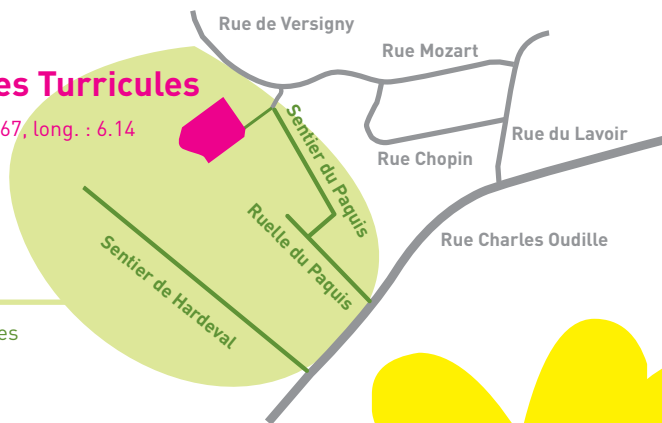 Rue de Versigny
Rue Mozart
es Turricules
67, long. : 6.14
Sentier du Paquis
Rue du Lavoir
Rue Chopin
Ruelle du Paquis
Rue Charles Oudille
Sentier de Hardeval
es